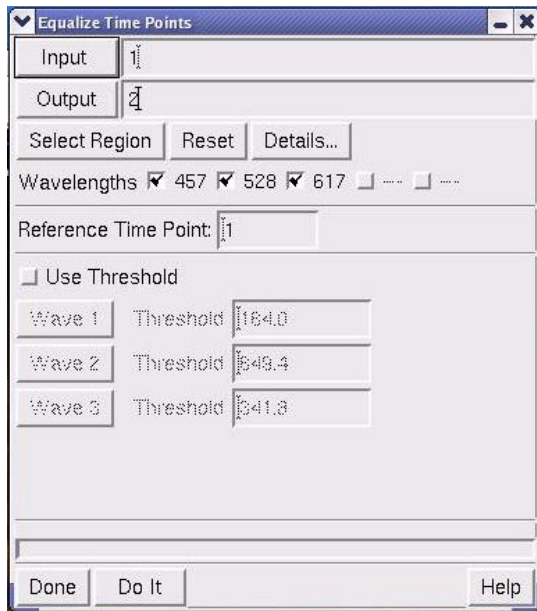 Equalize Time Points
Input 1
Output 2
Select Region Reset Details...
Wavelengths 457 528 617 ---- ----
Reference Time Point: 1
Use Threshold
Wave 1 Threshold 164.0
Wave 2 Threshold 649.4
Wave 3 Threshold 341.8
Done Do It Help